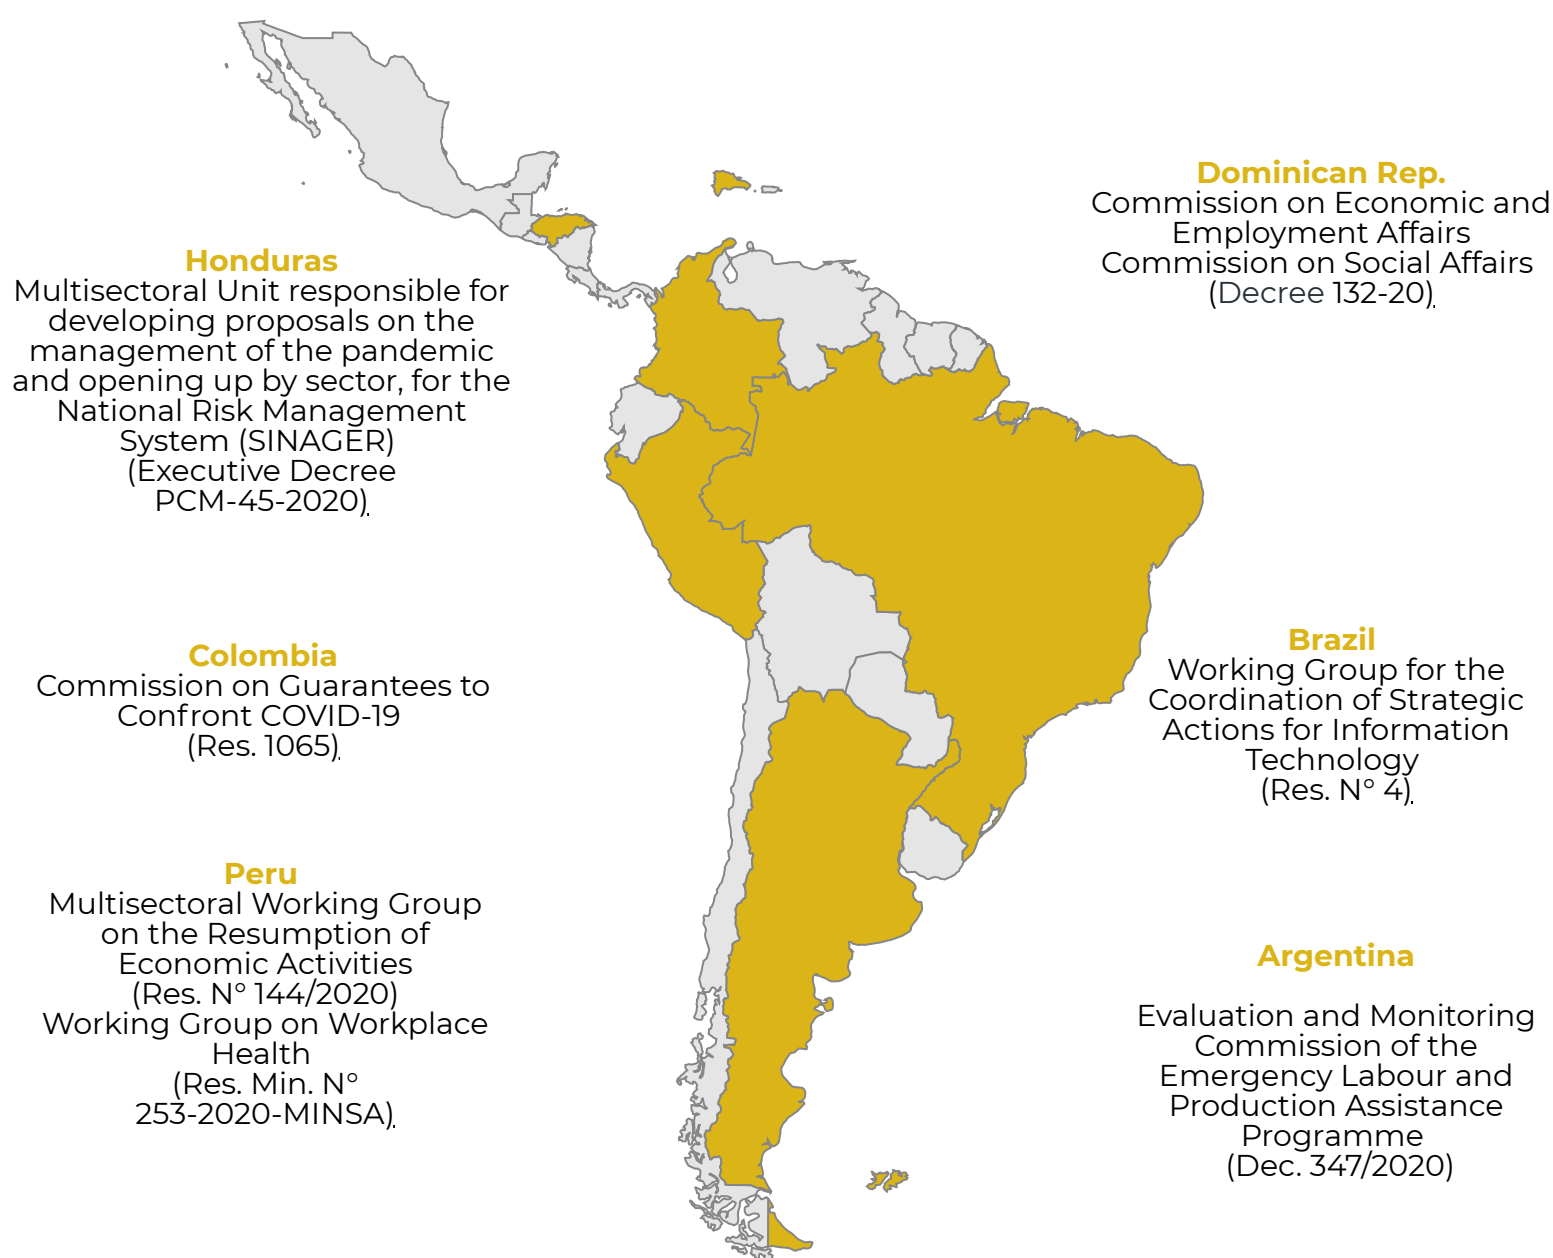 Honduras
Multisectoral Unit responsible for
developing proposals on the
management of the pandemic
and opening up by sector, for the
National Risk Management
System (SINAGER)
(Executive Decree
PCM-45-2020).
Colombia
Commission on Guarantees to
Confront COVID-19
(Res. 1065).
Peru
Multisectoral Working Group
on the Resumption of
Economic Activities
(Res. N° 144/2020)
Working Group on Workplace
Health
(Res. Min. N°
253-2020-MINSA).
Dominican Rep.
Commission on Economic and
Employment Affairs
Commission on Social Affairs
(Decree 132-20).
Brazil
Working Group for the
Coordination of Strategic
Actions for Information
Technology
(Res. N° 4).
Argentina
Evaluation and Monitoring
Commission of the
Emergency Labour and
Production Assistance
Programme
(Dec. 347/2020)